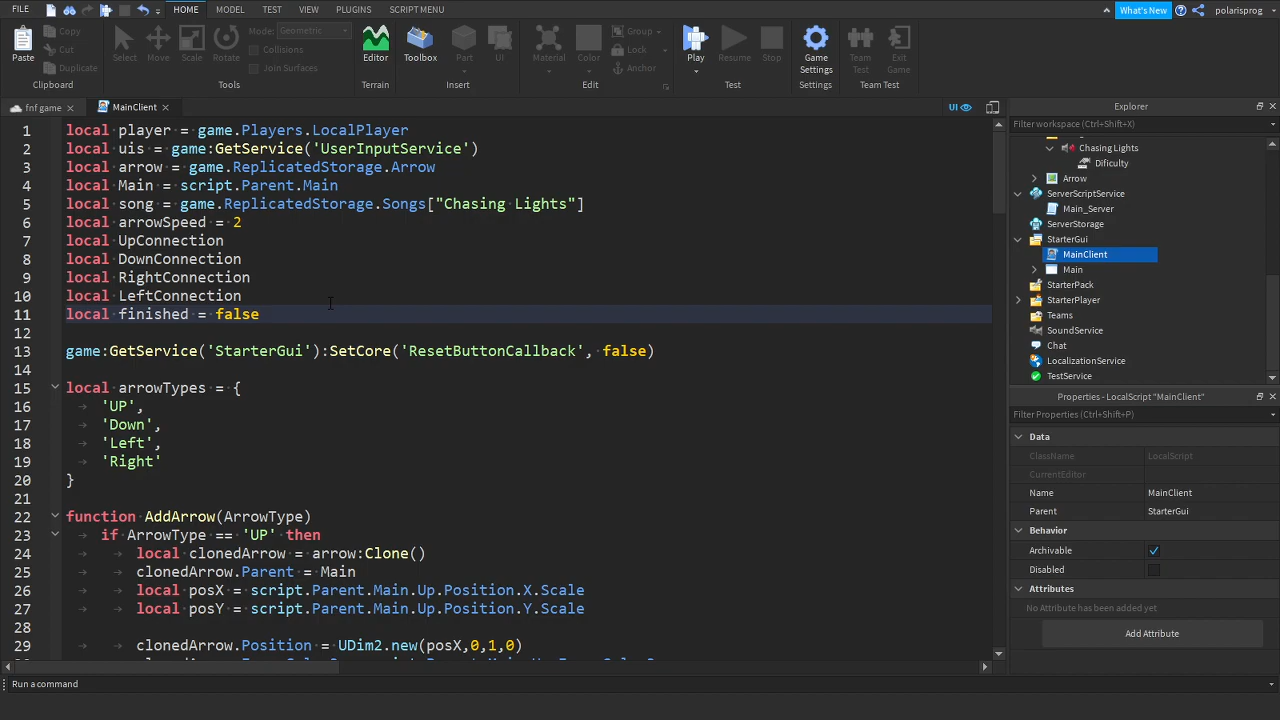 FILE HOME MODEL TEST VIEW PLUGINS SCRIPT MENU What's New polarisprog
Paste Copy Cut Duplicate Select Move Scale Rotate Mode: Geometric Collisions Join Surfaces Editor Toolbox Part UI Material Color Group Lock Anchor Play Resume Stop Game Settings Team Test Exit Game
Clipboard Tools Terrain Insert Edit Test Settings Team Test
fnf game MainClient UI
1 local player = game.Players.LocalPlayer
2 local uis = game:GetService('UserInputService')
3 local arrow = game.ReplicatedStorage.Arrow
4 local Main = script.Parent.Main
5 local song = game.ReplicatedStorage.Songs["Chasing Lights"]
6 local arrowSpeed = 2
7 local UpConnection
8 local DownConnection
9 local RightConnection
10 local LeftConnection
11 local finished = false
12
13 game:GetService('StarterGui'):SetCore('ResetButtonCallback', false)
14
15 local arrowTypes = {
16 'UP',
17 'Down',
18 'Left',
19 'Right'
20 }
21
22 function AddArrow(ArrowType)
23 if ArrowType == 'UP' then
24 local clonedArrow = arrow:Clone()
25 clonedArrow.Parent = Main
26 local posX = script.Parent.Main.Up.Position.X.Scale
27 local posY = script.Parent.Main.Up.Position.Y.Scale
28
29 clonedArrow.Position = UDim2.new(posX,0,1,0)
Explorer
Filter workspace (Ctrl+Shift+X)
Chasing Lights
Dificulty
Arrow
ServerScriptService
Main_Server
ServerStorage
StarterGui
MainClient
Main
StarterPack
StarterPlayer
Teams
SoundService
Chat
LocalizationService
TestService
Properties - LocalScript "MainClient"
Filter Properties (Ctrl+Shift+P)
Data
ClassName LocalScript
CurrentEditor
Name MainClient
Parent StarterGui
Behavior
Archivable
Disabled
Attributes
No Attribute has been added yet
Add Attribute
Run a command